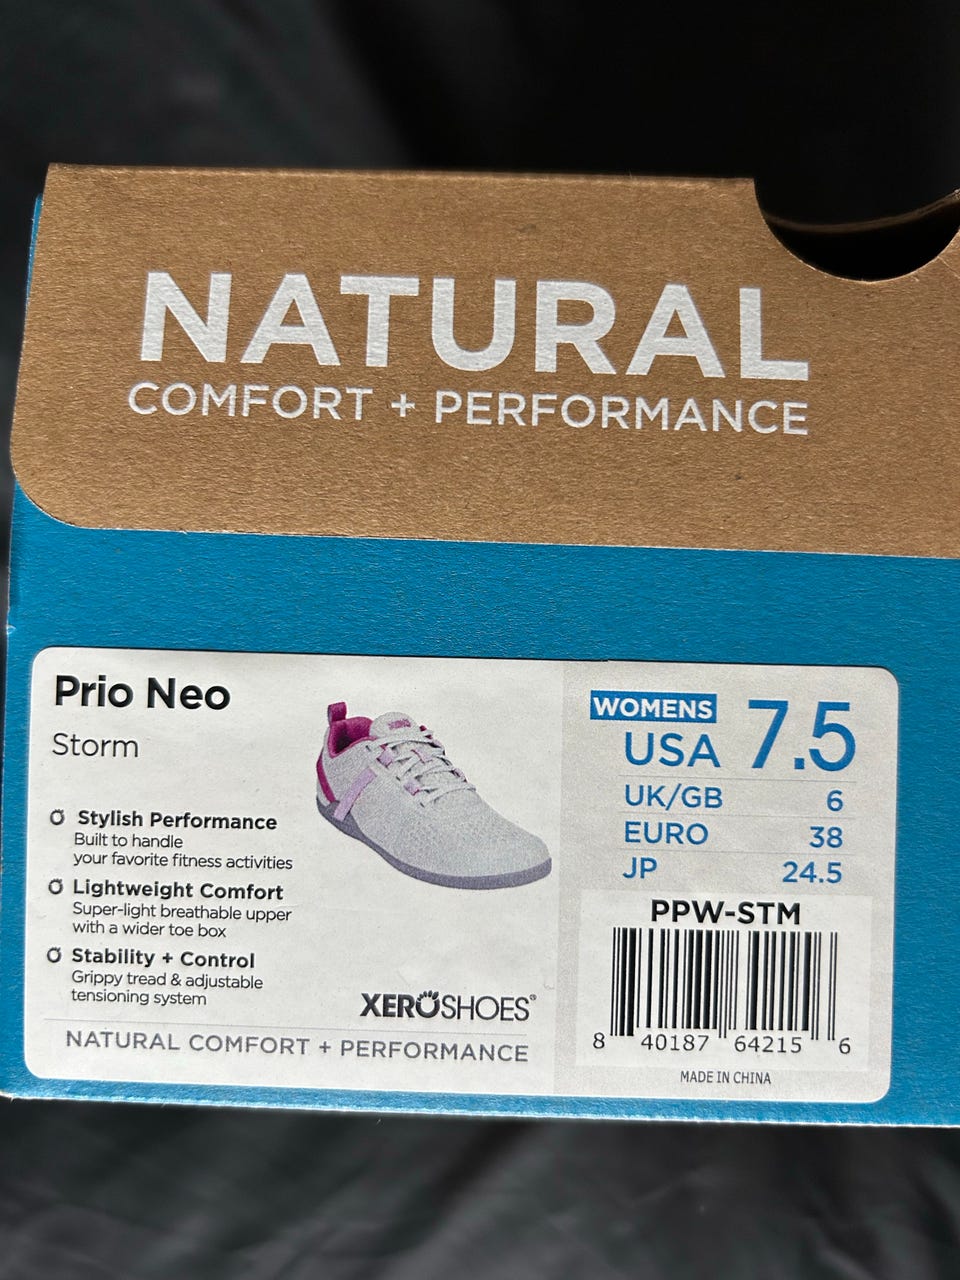 NATURAL
COMFORT + PERFORMANCE
Prio Neo
Storm
Stylish Performance
Built to handle
your favorite fitness activities
Lightweight Comfort
Super-light breathable upper
with a wider toe box
Stability + Control
Grippy tread & adjustable
tensioning system
XEROSHOES®
NATURAL COMFORT + PERFORMANCE
WOMENS
USA 7.5
UK/GB 6
EURO 38
JP 24.5
PPW-STM
8 40187 64215 6
MADE IN CHINA